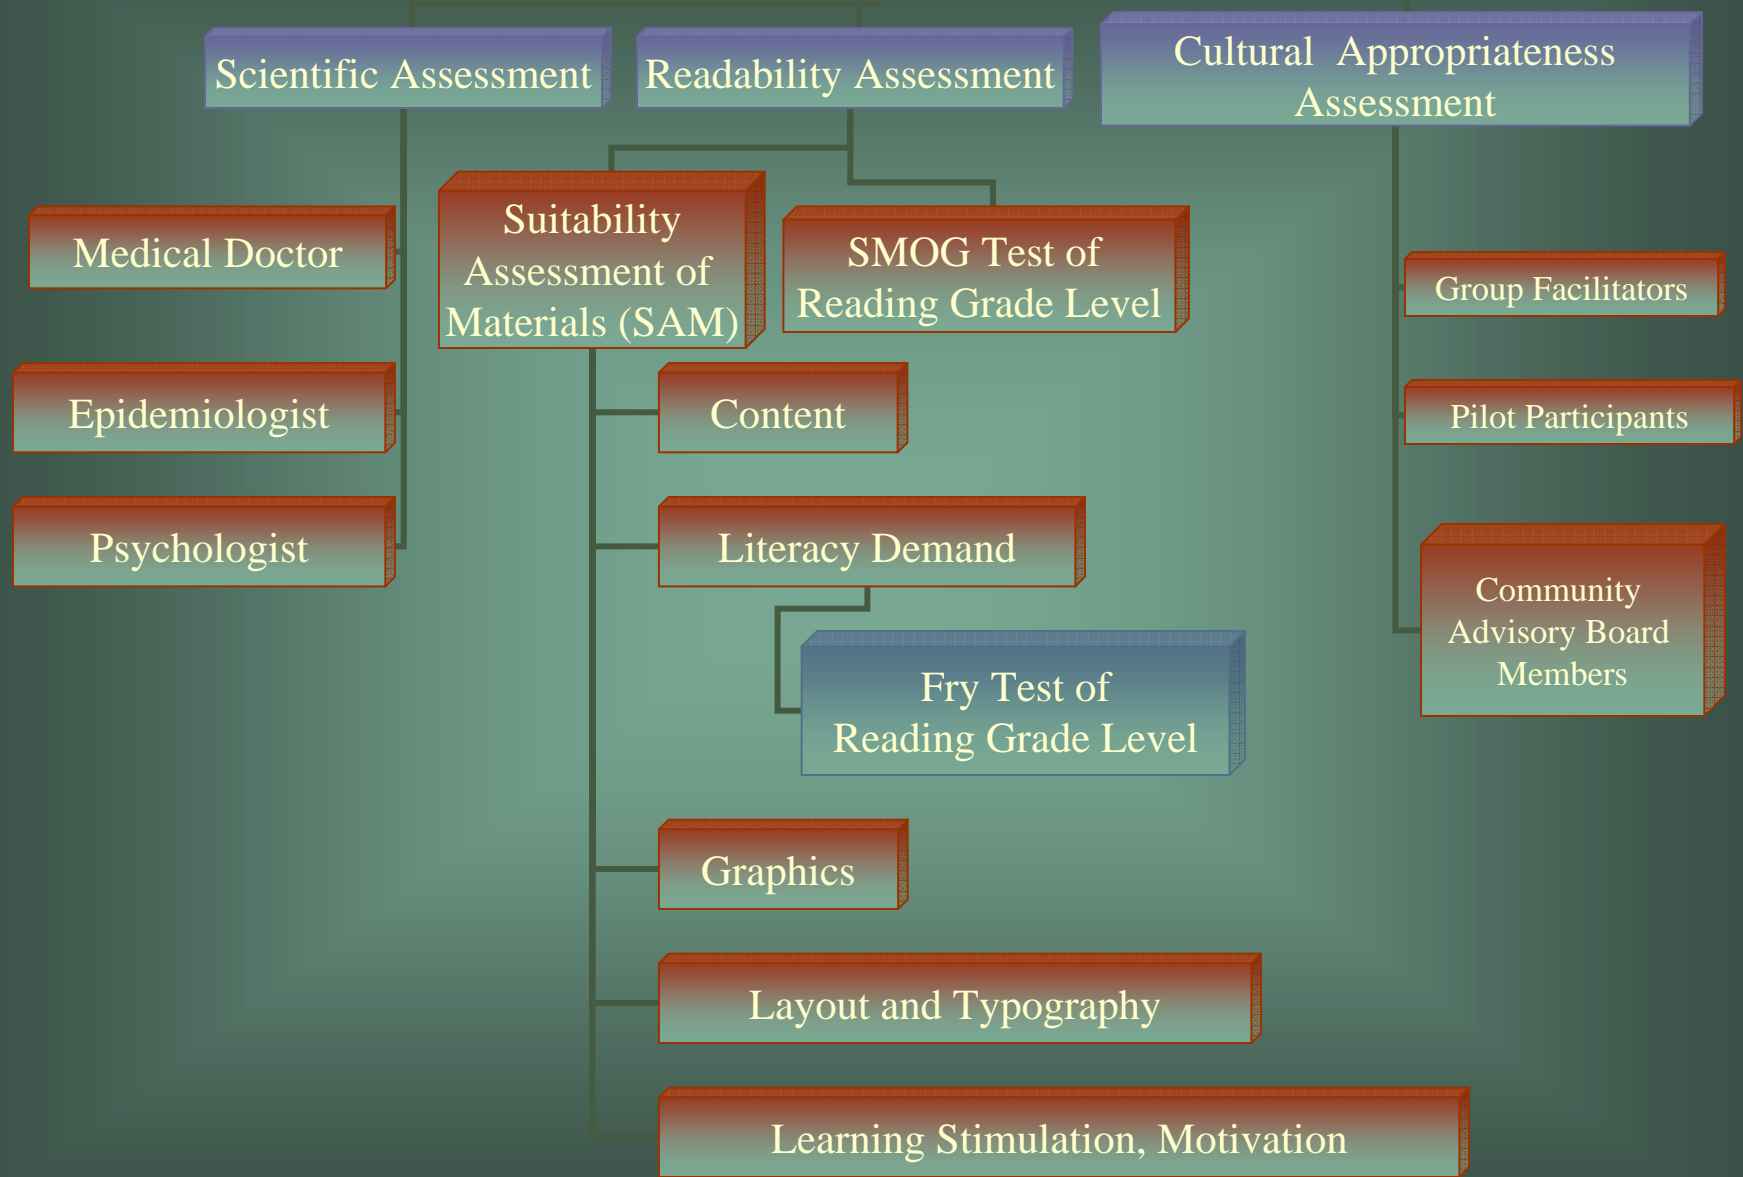 Scientific Assessment
Readability Assessment
Cultural Appropriateness
Assessment
Medical Doctor
Epidemiologist
Psychologist
Suitability
Assessment of
Materials (SAM)
SMOG Test of
Reading Grade Level
Content
Literacy Demand
Fry Test of
Reading Grade Level
Graphics
Layout and Typography
Learning Stimulation, Motivation
Group Facilitators
Pilot Participants
Community
Advisory Board
Members